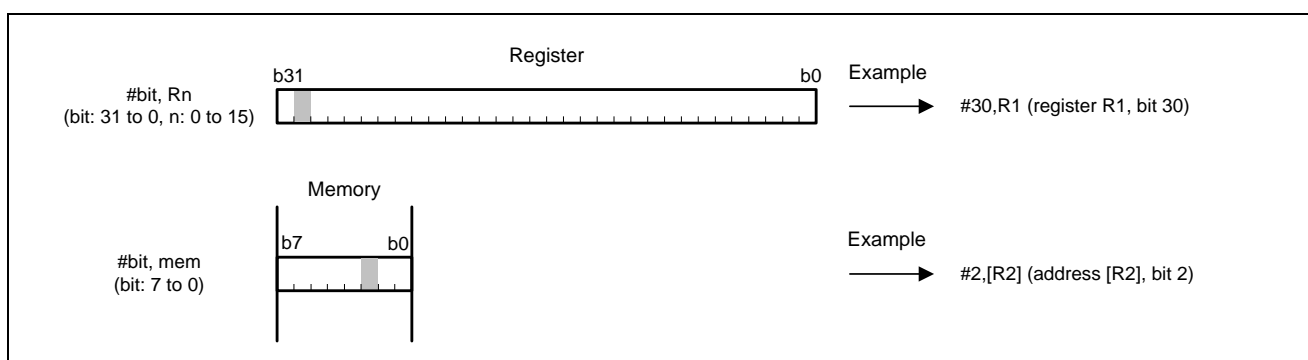 Register
b31 b0
Example
#bit, Rn
(bit: 31 to 0, n: 0 to 15)
#30,R1 (register R1, bit 30)
Memory
b7 b0
Example
#bit, mem
(bit: 7 to 0)
#2,[R2] (address [R2], bit 2)